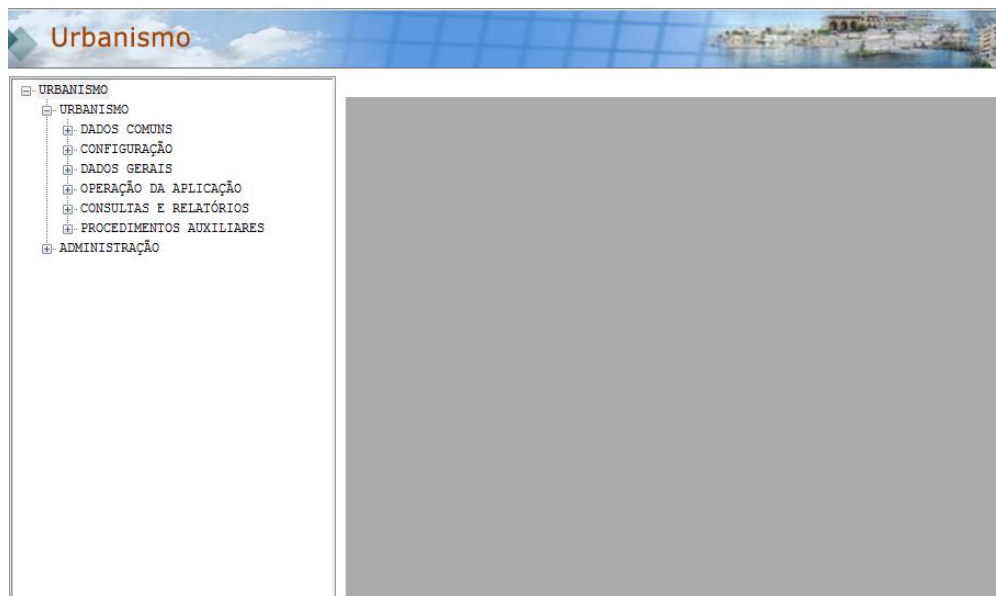 Urbanismo
URBANISMO
URBANISMO
DADOS COMUNS
CONFIGURAÇÃO
DADOS GERAIS
OPERAÇÃO DA APLICAÇÃO
CONSULTAS E RELATÓRIOS
PROCEDIMENTOS AUXILIARES
ADMINISTRAÇÃO